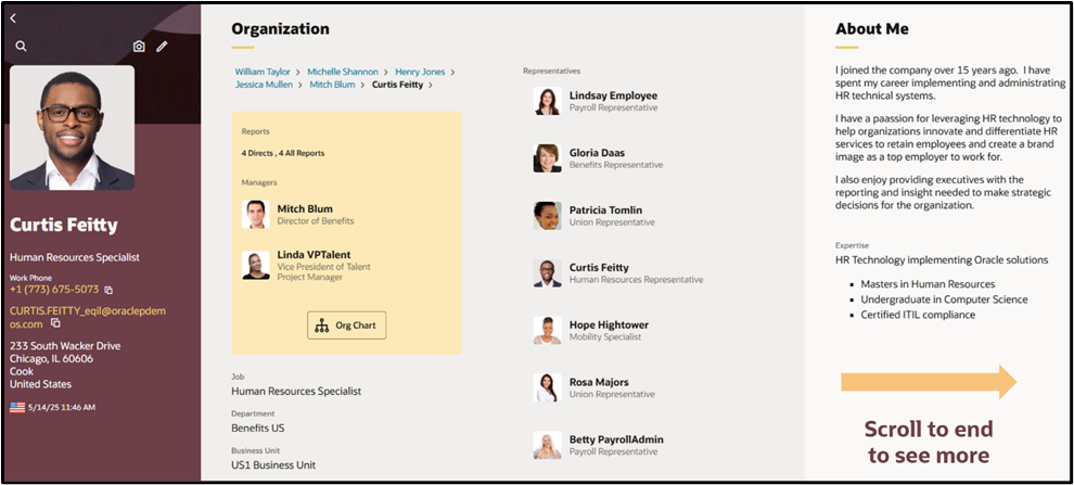 Curtis Feitty
Human Resources Specialist
Work Phone
+1 (773) 675-5073
CURTIS.FEITTY_eqil@oraclepdem
os.com
233 South Wacker Drive
Chicago, IL 60606
Cook
United States
5/14/25 11:46 AM
Organization
William Taylor > Michelle Shannon > Henry Jones >
Jessica Mullen > Mitch Blum > Curtis Feitty >
Reports
4 Directs , 4 All Reports
Managers
Mitch Blum
Director of Benefits
Linda VPTalent
Vice President of Talent
Project Manager
Org Chart
Job
Human Resources Specialist
Department
Benefits US
Business Unit
US1 Business Unit
Representatives
Lindsay Employee
Payroll Representative
Gloria Daas
Benefits Representative
Patricia Tomlin
Union Representative
Curtis Feitty
Human Resources Representative
Hope Hightower
Mobility Specialist
Rosa Majors
Union Representative
Betty PayrollAdmin
Payroll Representative
About Me
I joined the company over 15 years ago. I have
spent my career implementing and administrating
HR technical systems.
I have a paassion for leveraging HR technology to
help organizations innovate and differentiate HR
services to retain employees and create a brand
image as a top employer to work for.
I also enjoy providing executives with the
reporting and insight needed to make strategic
decisions for the organization.
Expertise
HR Technology implementing Oracle solutions
▪ Masters in Human Resources
▪ Undergraduate in Computer Science
▪ Certified ITIL compliance
Scroll to end
to see more